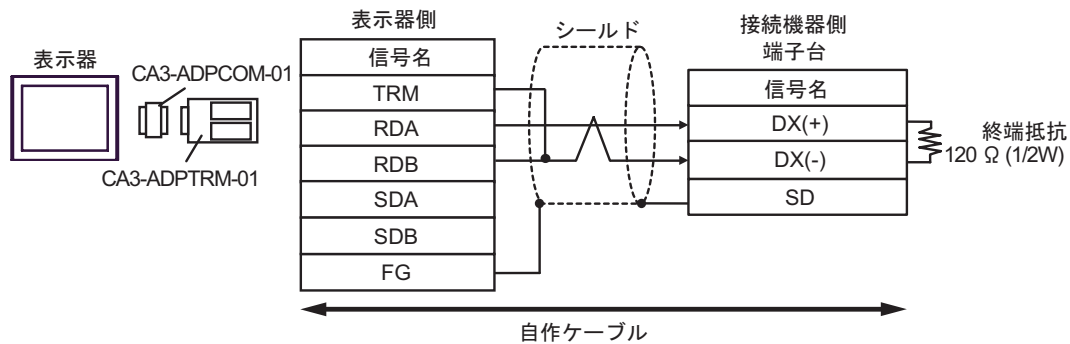 表示器
CA3-ADPCOM-01
CA3-ADPTRM-01
表示器側
信号名
TRM
RDA
RDB
SDA
SDB
FG
シールド
接続機器側
端子台
信号名
DX(+)
DX(-)
SD
終端抵抗
120 Ω (1/2W)
自作ケーブル